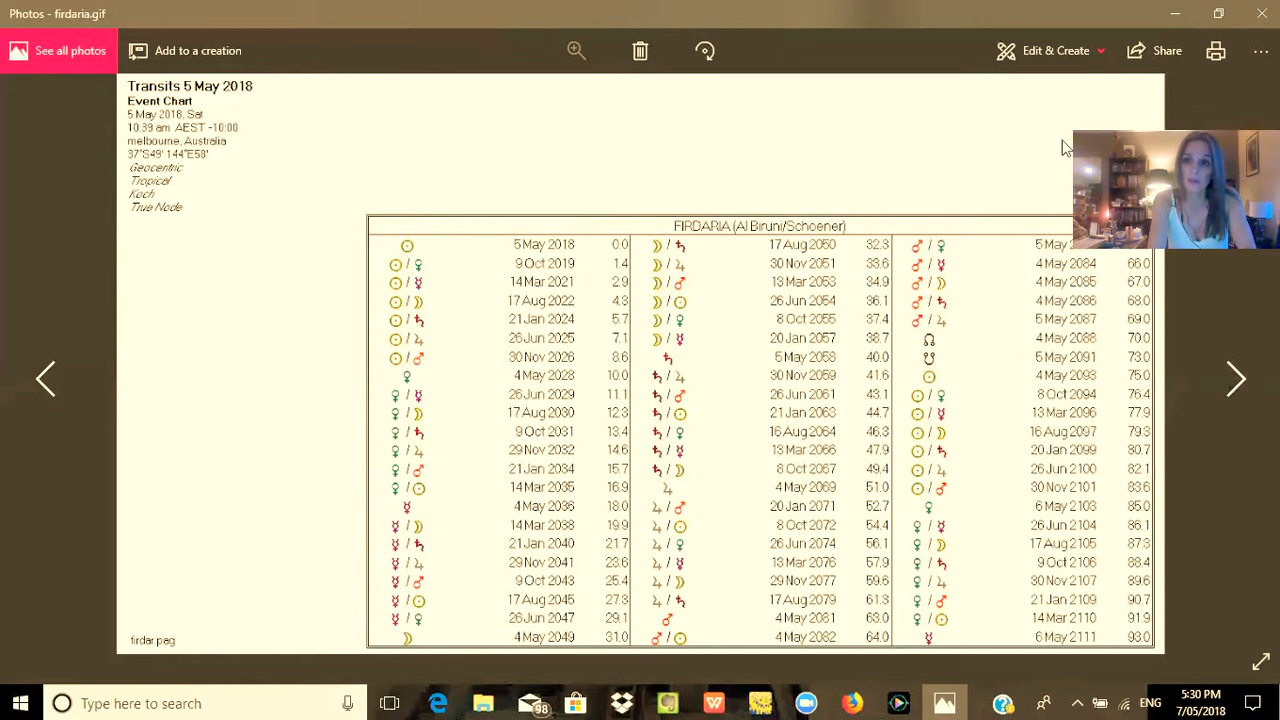 Photos - firdaria.gif
See all photos
Add to a creation
Edit & Create
Share
Transits 5 May 2018
Event Chart
5 May 2018, Sat
10:39 am AEST -10:00
melbourne, Australia
37°S49' 144°E58'
Geocentric
Tropical
Koch
True Node
FIRDARIA (Al Biruni/Schoener)
☉ 5 May 2018 0.0 ☽ / ♄ 17 Aug 2050 32.3 ♂ / ♀ 5 May
☉ / ♀ 9 Oct 2019 1.4 ☽ / ♃ 30 Nov 2051 33.6 ♂ / ☿ 4 May 2084 66.0
☉ / ☿ 14 Mar 2021 2.9 ☽ / ♂ 13 Mar 2053 34.9 ♂ / ☽ 4 May 2085 67.0
☉ / ☽ 17 Aug 2022 4.3 ☽ / ☉ 26 Jun 2054 36.1 ♂ / ♄ 4 May 2086 68.0
☉ / ♄ 21 Jan 2024 5.7 ☽ / ♀ 8 Oct 2055 37.4 ♂ / ♃ 5 May 2087 69.0
☉ / ♃ 26 Jun 2025 7.1 ☽ / ☿ 20 Jan 2057 38.7 ☊ 4 May 2088 70.0
☉ / ♂ 30 Nov 2026 8.6 ♄ 5 May 2058 40.0 ☋ 5 May 2091 73.0
♀ 4 May 2028 10.0 ♄ / ♃ 30 Nov 2059 41.6 ☉ 4 May 2093 75.0
♀ / ☿ 26 Jun 2029 11.1 ♄ / ♂ 26 Jun 2061 43.1 ☉ / ♀ 8 Oct 2094 76.4
♀ / ☽ 17 Aug 2030 12.3 ♄ / ☉ 21 Jan 2063 44.7 ☉ / ☿ 13 Mar 2096 77.9
♀ / ♄ 9 Oct 2031 13.4 ♄ / ♀ 16 Aug 2064 46.3 ☉ / ☽ 16 Aug 2097 79.3
♀ / ♃ 29 Nov 2032 14.6 ♄ / ☿ 13 Mar 2066 47.9 ☉ / ♄ 20 Jan 2099 80.7
♀ / ♂ 21 Jan 2034 15.7 ♄ / ☽ 8 Oct 2067 49.4 ☉ / ♃ 26 Jun 2100 82.1
♀ / ☉ 14 Mar 2035 16.9 ♃ 4 May 2069 51.0 ☉ / ♂ 30 Nov 2101 83.6
☿ 4 May 2036 18.0 ♃ / ♂ 20 Jan 2071 52.7 ♀ 6 May 2103 85.0
☿ / ☽ 14 Mar 2038 19.9 ♃ / ☉ 8 Oct 2072 54.4 ♀ / ☿ 26 Jun 2104 86.1
☿ / ♄ 21 Jan 2040 21.7 ♃ / ♀ 26 Jun 2074 56.1 ♀ / ☽ 17 Aug 2105 87.3
☿ / ♃ 29 Nov 2041 23.6 ♃ / ☿ 13 Mar 2076 57.9 ♀ / ♄ 9 Oct 2106 88.4
☿ / ♂ 9 Oct 2043 25.4 ♃ / ☽ 29 Nov 2077 59.6 ♀ / ♃ 30 Nov 2107 89.6
☿ / ☉ 17 Aug 2045 27.3 ♃ / ♄ 17 Aug 2079 61.3 ♀ / ♂ 21 Jan 2109 90.7
☿ / ♀ 26 Jun 2047 29.1 ♂ 4 May 2081 63.0 ♀ / ☉ 14 Mar 2110 91.9
☽ 4 May 2049 31.0 ♂ / ☉ 4 May 2082 64.0 ☿ 6 May 2111 93.0
firdar.pag
Type here to search
98
ENG
5:30 PM
7/05/2018